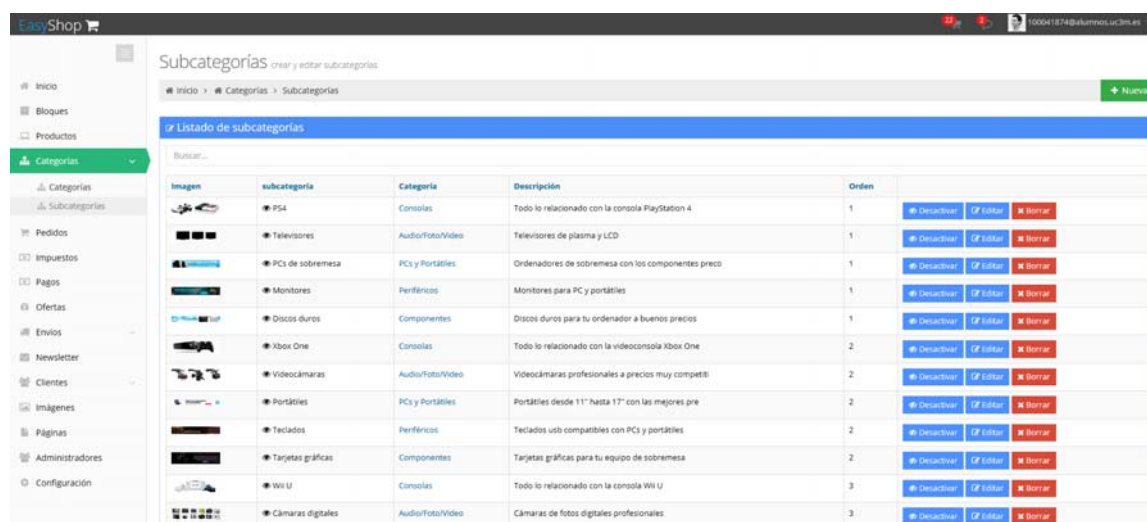 EasyShop
22
2
100041874@alumnos.uc3m.es
Subcategorías crear y editar subcategorías
Inicio > Categorías > Subcategorías
+ Nueva
Inicio
Bloques
Productos
Categorías
Categorías
Subcategorías
Pedidos
Impuestos
Pagos
Ofertas
Envíos
Newsletter
Clientes
Imágenes
Páginas
Administradores
Configuración
Listado de subcategorías
Buscar...
Imagen subcategoría Categoría Descripción Orden
PS4 Consolas Todo lo relacionado con la consola PlayStation 4 1 Desactivar Editar Borrar
Televisores Audio/Foto/Video Televisores de plasma y LCD 1 Desactivar Editar Borrar
PCs de sobremesa PCs y Portátiles Ordenadores de sobremesa con los componentes preco 1 Desactivar Editar Borrar
Monitores Periféricos Monitores para PC y portátiles 1 Desactivar Editar Borrar
Discos duros Componentes Discos duros para tu ordenador a buenos precios 1 Desactivar Editar Borrar
Xbox One Consolas Todo lo relacionado con la videoconsola Xbox One 2 Desactivar Editar Borrar
Videocámaras Audio/Foto/Video Videocámaras profesionales a precios muy competiti 2 Desactivar Editar Borrar
Portátiles PCs y Portátiles Portátiles desde 11" hasta 17" con las mejores pre 2 Desactivar Editar Borrar
Teclados Periféricos Teclados usb compatibles con PCs y portátiles 2 Desactivar Editar Borrar
Tarjetas gráficas Componentes Tarjetas gráficas para tu equipo de sobremesa 2 Desactivar Editar Borrar
Wii U Consolas Todo lo relacionado con la consola Wii U 3 Desactivar Editar Borrar
Cámaras digitales Audio/Foto/Video Cámaras de fotos digitales profesionales 3 Desactivar Editar Borrar